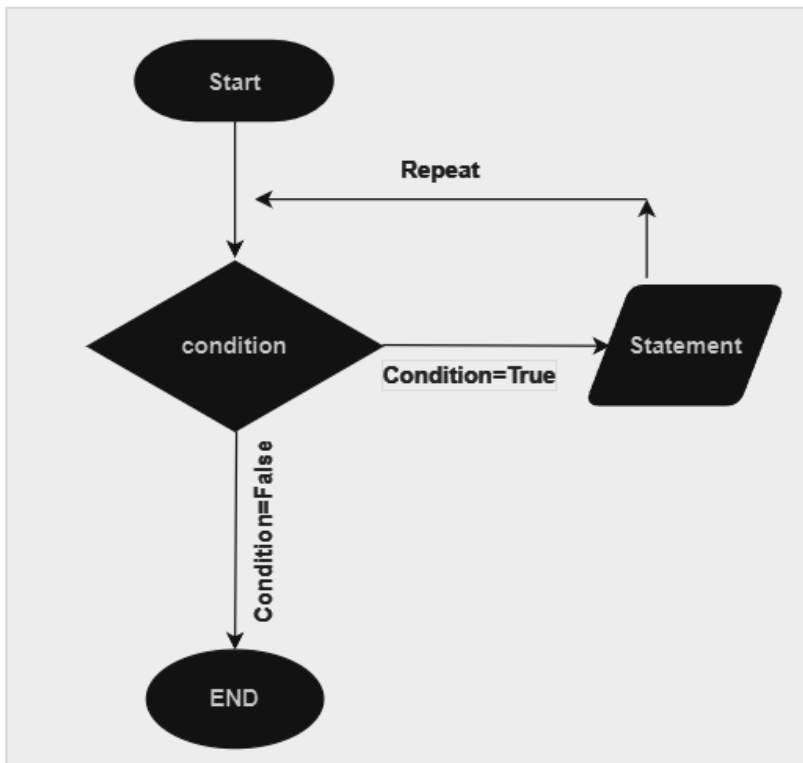 Start
Repeat
condition
Condition=True
Statement
Condition=False
END